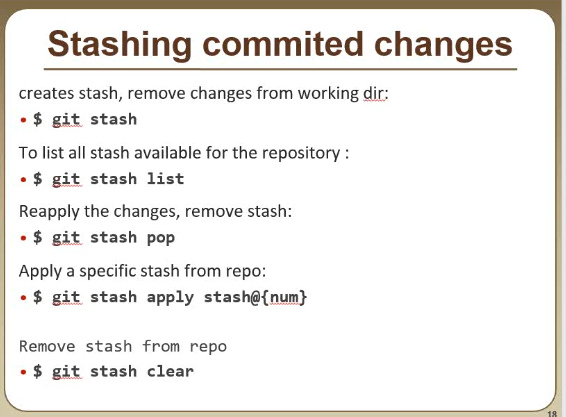 Stashing commited changes
creates stash, remove changes from working dir:
• $ git stash
To list all stash available for the repository :
• $ git stash list
Reapply the changes, remove stash:
• $ git stash pop
Apply a specific stash from repo:
• $ git stash apply stash@{num}
Remove stash from repo
• $ git stash clear
18